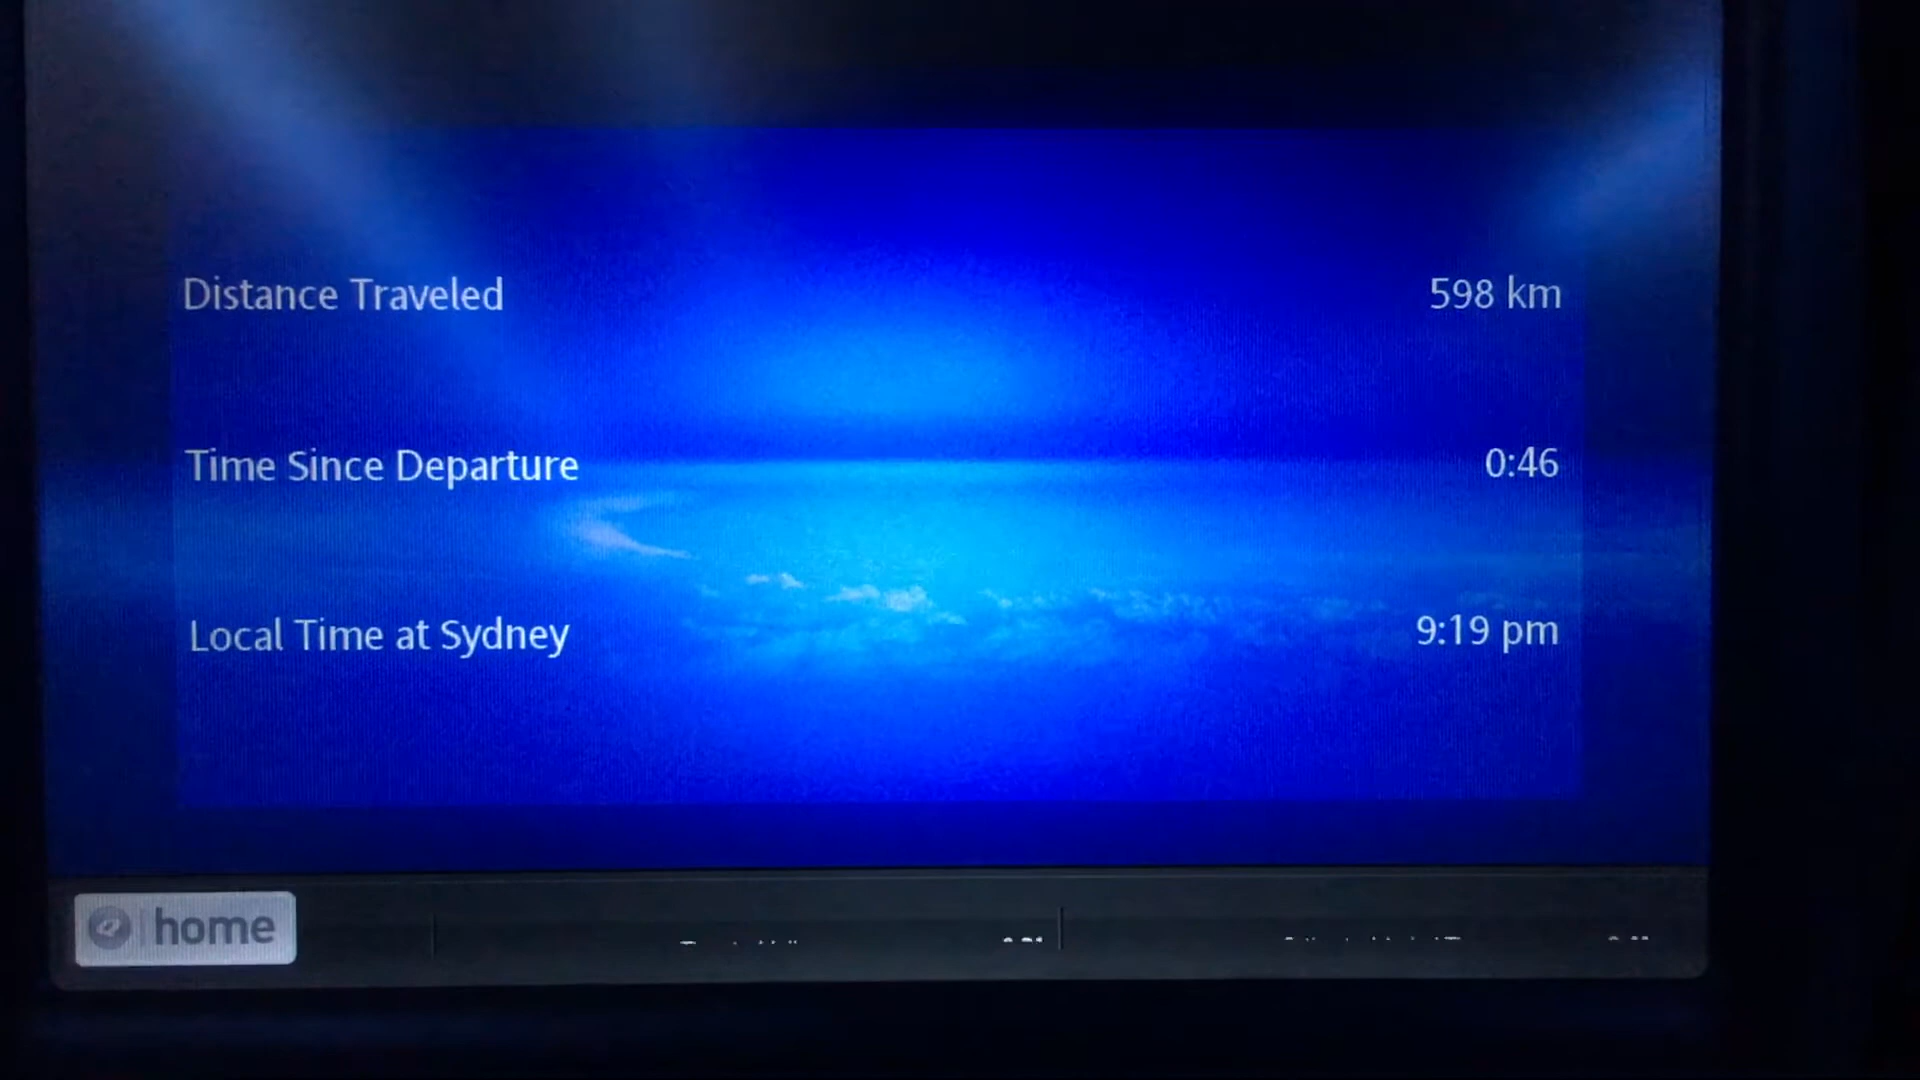 Distance Traveled 598 km
Time Since Departure 0:46
Local Time at Sydney 9:19 pm
home